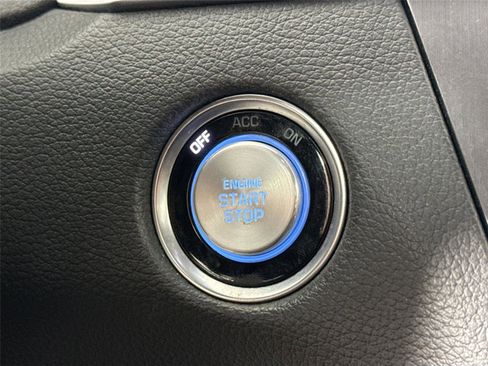 OFF
ACC
ON
ENGINE
START
STOP